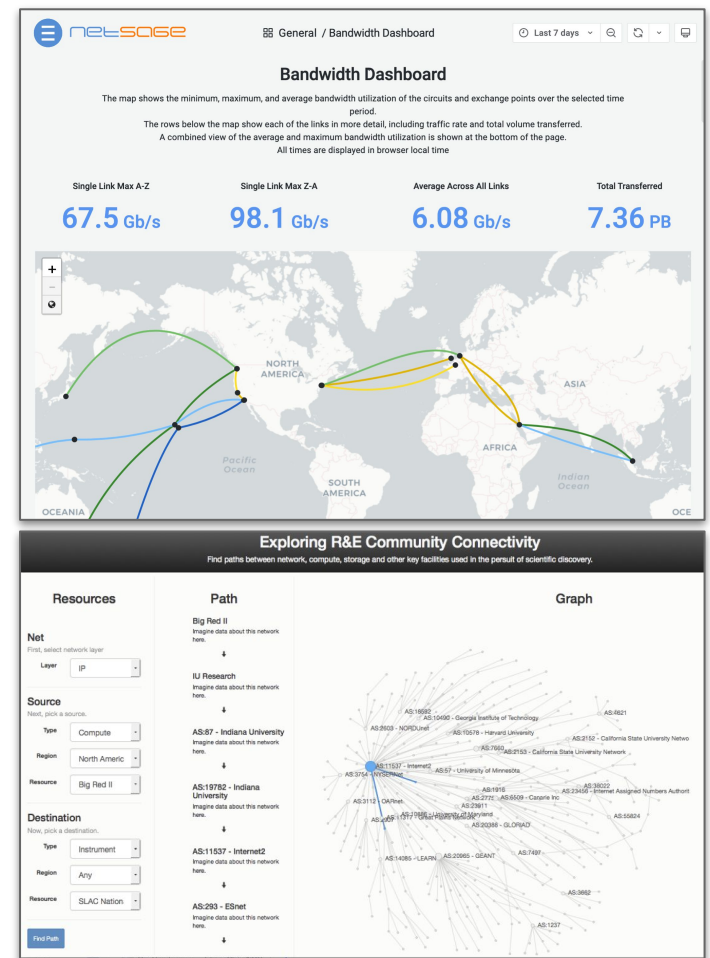 netsage
General / Bandwidth Dashboard
Last 7 days
Bandwidth Dashboard
The map shows the minimum, maximum, and average bandwidth utilization of the circuits and exchange points over the selected time
period.
The rows below the map show each of the links in more detail, including traffic rate and total volume transferred.
A combined view of the average and maximum bandwidth utilization is shown at the bottom of the page.
All times are displayed in browser local time
Single Link Max A-Z
Single Link Max Z-A
Average Across All Links
Total Transferred
67.5 Gb/s
98.1 Gb/s
6.08 Gb/s
7.36 PB
+
−
NORTH
AMERICA
ASIA
AFRICA
Pacific
Ocean
Indian
Ocean
SOUTH
AMERICA
OCEANIA
OCE
Exploring R&E Community Connectivity
Find paths between network, compute, storage and other key facilities used in the persuit of scientific discovery.
Resources
Net
First, select network layer
Layer IP
Source
Next, pick a source.
Type Compute
Region North Americ
Resource Big Red II
Destination
Now, pick a destination.
Type Instrument
Region Any
Resource SLAC Nation
Find Path
Path
Big Red II
Imagine data about this network
here.
IU Research
Imagine data about this network
here.
AS:87 - Indiana University
Imagine data about this network
here.
AS:19782 - Indiana
University
Imagine data about this network
here.
AS:11537 - Internet2
Imagine data about this network
here.
AS:293 - ESnet
Imagine data about this network
here.
Graph
AS:10490 - Georgia Institute of Technology
AS:4621
AS:2603 - NORDUnet
AS:10578 - Harvard University
AS:2152 - California State University Netwo
AS:7660
AS:2153 - California State University Network
AS:11537 - Internet2
AS:57 - University of Minnesota
AS:3754 - NYSERNet
AS:1916
AS:38022
AS:23456 - Internet Assigned Numbers Authorit
AS:6509 - Canarie Inc
AS:3112 - OARnet
AS:23911
AS:55824
AS:20388 - GLORIAD
AS:7497
AS:14085 - LEARN
AS:20965 - GEANT
AS:3662
AS:1237